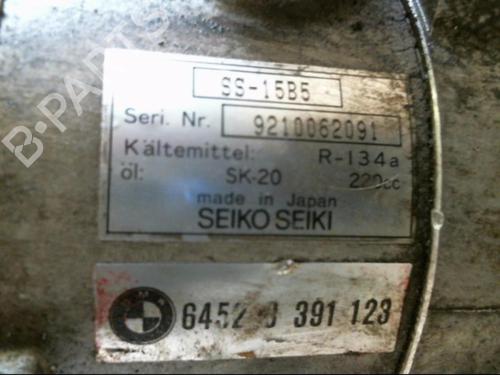 SS-15B5
Seri. Nr. 9210062091
Kältemittel: R-134a
öl: SK-20 220cc
made in Japan
SEIKO SEIKI
BMW 6452 8 391 123
B-PARTS